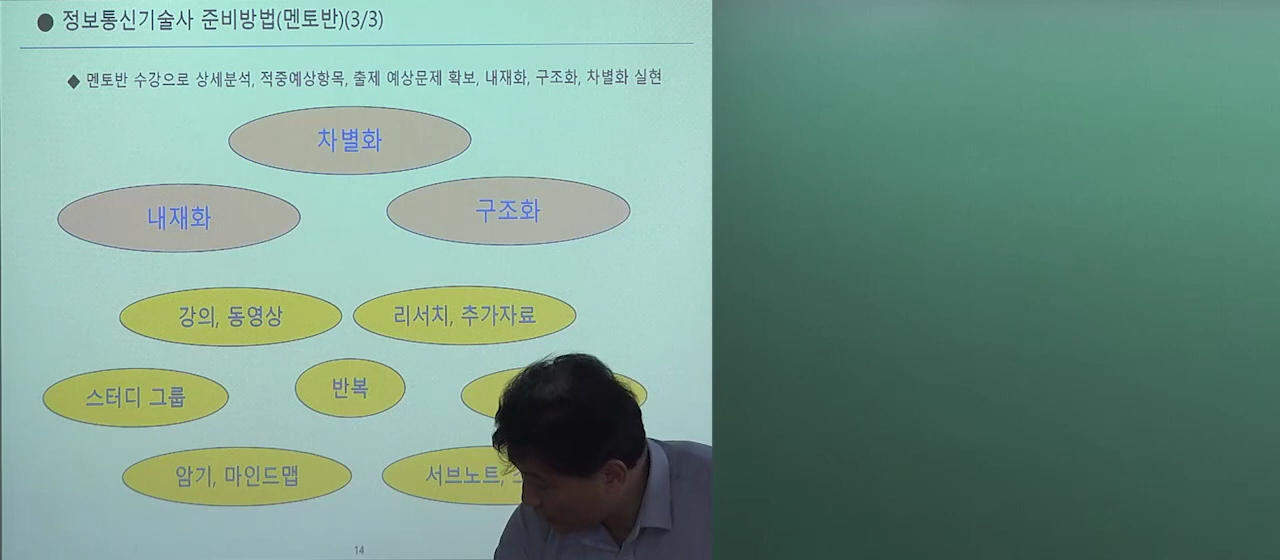 ● 정보통신기술사 준비방법(멘토반)(3/3)
◆ 멘토반 수강으로 상세분석, 적중예상항목, 출제 예상문제 확보, 내재화, 구조화, 차별화 실현
차별화
내재화
구조화
강의, 동영상
리서치, 추가자료
스터디 그룹
반복
암기, 마인드맵
서브노트,
14